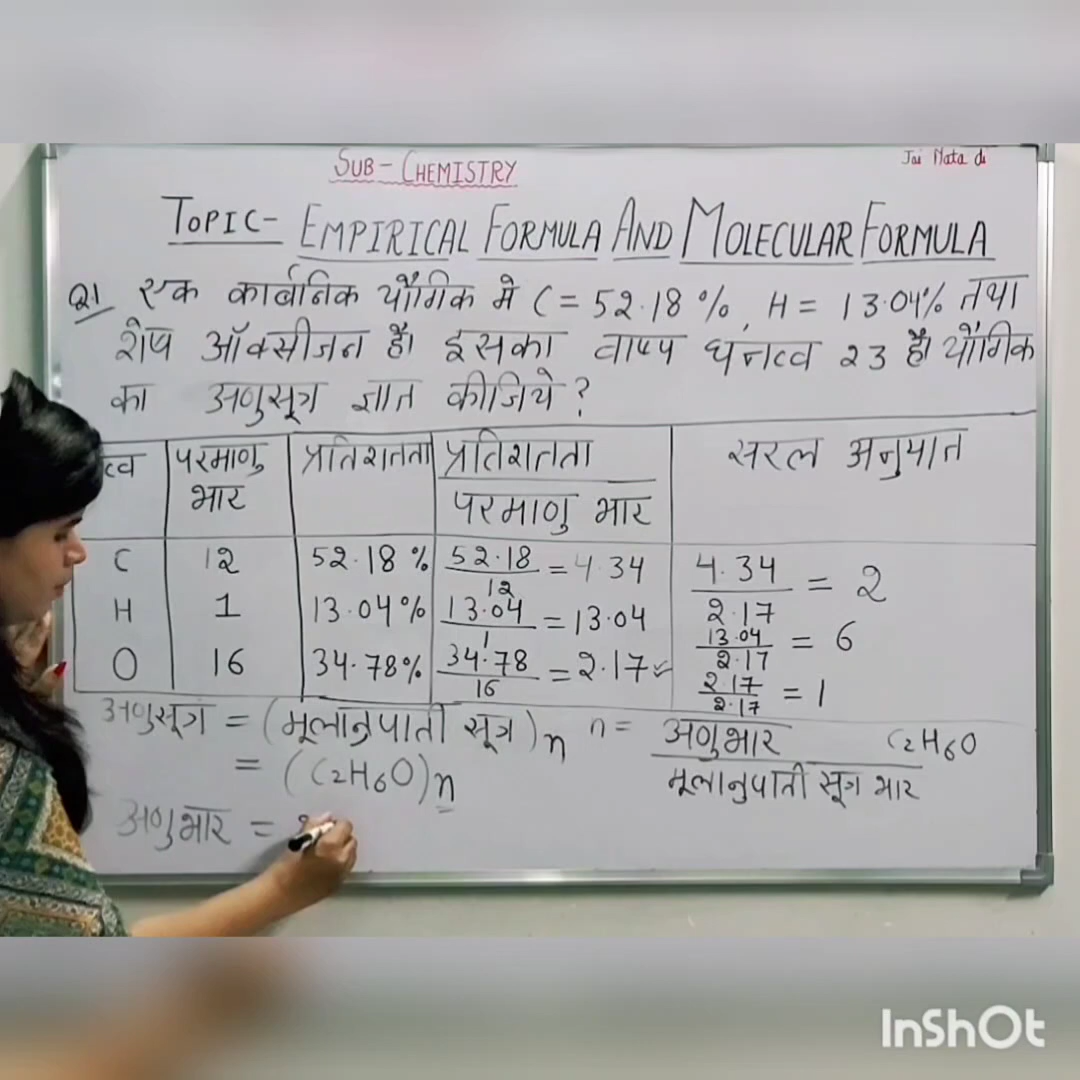 SUB - CHEMISTRY
Jai Mata di
TOPIC - EMPIRICAL FORMULA AND MOLECULAR FORMULA
Q1 एक कार्बनिक यौगिक मे C = 52.18 %, H = 13.04% तथा
शेष ऑक्सीजन है। इसका वाष्प घनत्व 23 है। यौगिक
का अणुसूत्र ज्ञात कीजिये ?
त्व परमाणु भार प्रतिशतता प्रतिशतता / परमाणु भार सरल अनुपात
C 12 52.18 % 52.18/12 = 4.34 4.34/2.17 = 2
H 1 13.04% 13.04/1 = 13.04 13.04/2.17 = 6
O 16 34.78% 34.78/16 = 2.17 2.17/2.17 = 1
अणुसूत्र = (मूलानुपाती सूत्र)n n = अणुभार / मूलानुपाती सूत्र भार C2H6O
= (C2H6O)n
अणुभार =
InShOt